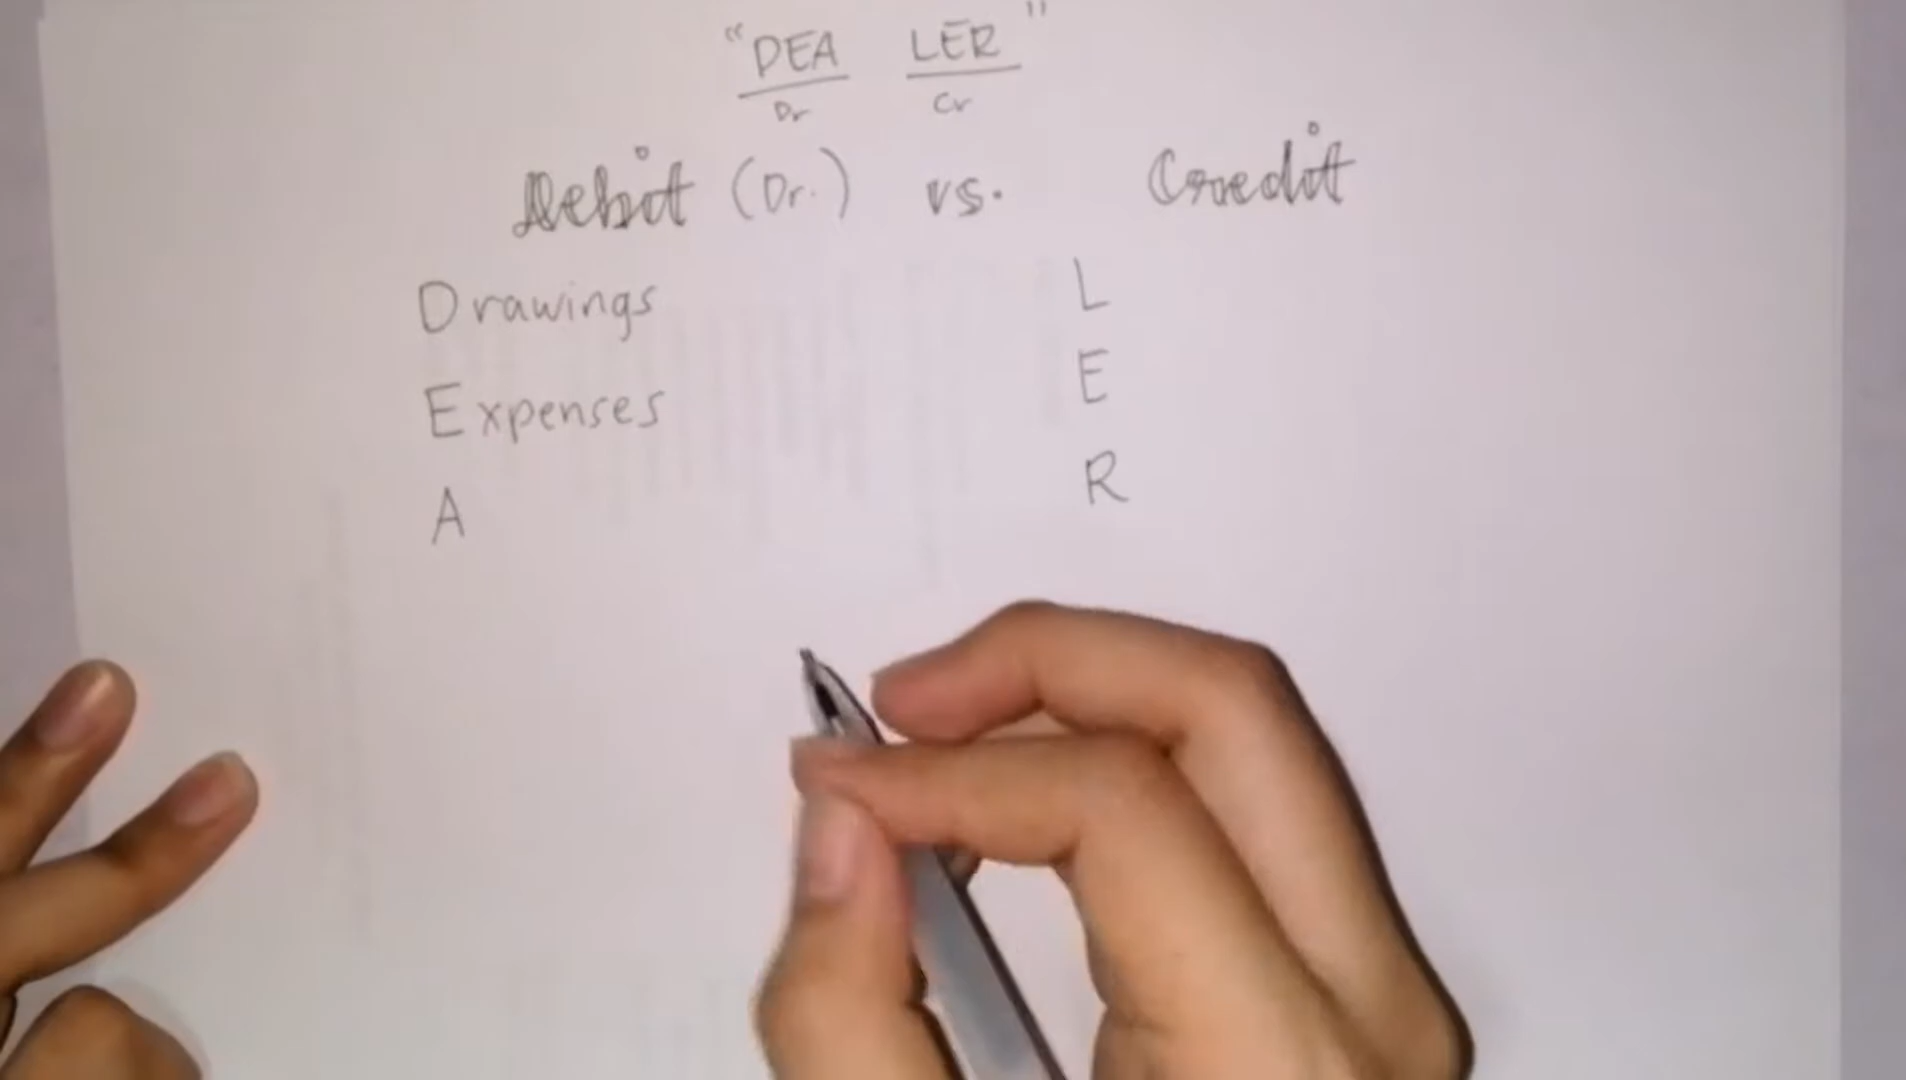 "DEA LER"
Dr Cr
Debit (Dr.) vs. Credit
Drawings L
Expenses E
A R